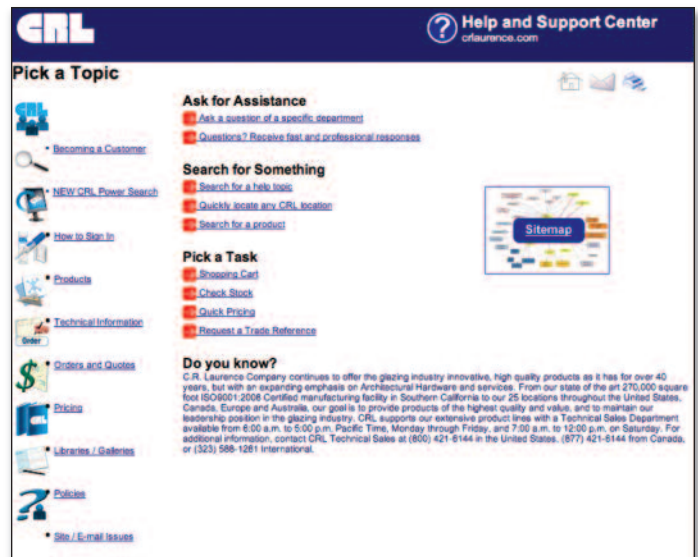 CRL
? Help and Support Center
crlaurence.com
Pick a Topic
CRL
Becoming a Customer
NEW CRL Power Search
How to Sign In
Products
Technical Information
Order
Orders and Quotes
Pricing
Libraries / Galleries
Policies
Site / E-mail Issues
Ask for Assistance
Ask a question of a specific department
Questions? Receive fast and professional responses
Search for Something
Search for a help topic
Quickly locate any CRL location
Search for a product
Pick a Task
Shopping Cart
Check Stock
Quick Pricing
Request a Trade Reference
Sitemap
Do you know?
C.R. Laurence Company continues to offer the glazing industry innovative, high quality products as it has for over 40
years, but with an expanding emphasis on Architectural Hardware and services. From our state of the art 270,000 square
foot ISO9001:2008 Certified manufacturing facility in Southern California to our 25 locations throughout the United States,
Canada, Europe and Australia, our goal is to provide products of the highest quality and value, and to maintain our
leadership position in the glazing industry. CRL supports our extensive product lines with a Technical Sales Department
available from 6:00 a.m. to 5:00 p.m. Pacific Time, Monday through Friday, and 7:00 a.m. to 12:00 p.m. on Saturday. For
additional information, contact CRL Technical Sales at (800) 421-6144 in the United States, (877) 421-6144 from Canada,
or (323) 588-1281 International.